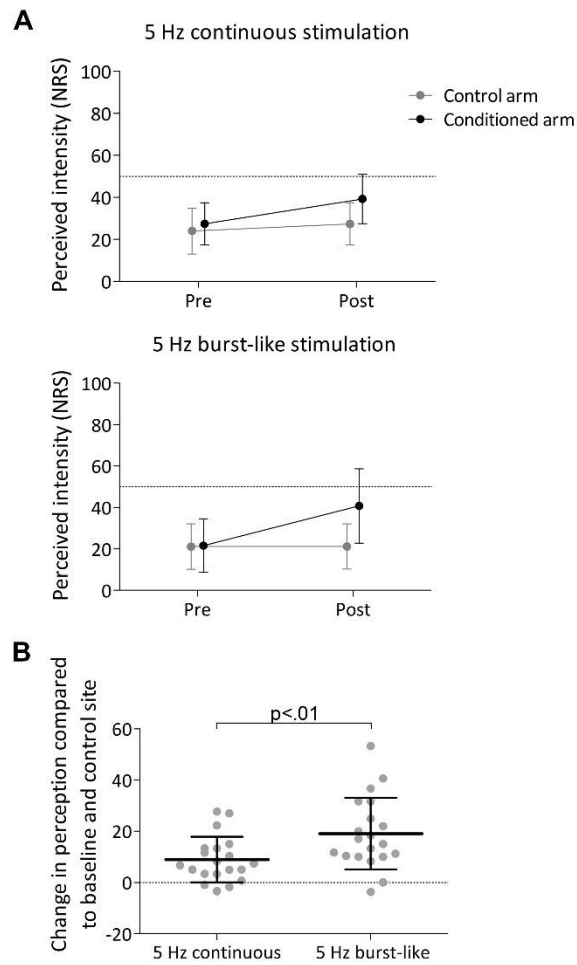 A
5 Hz continuous stimulation
Perceived intensity (NRS)
100
80
60
40
20
0
Pre
Post
Control arm
Conditioned arm
5 Hz burst-like stimulation
Perceived intensity (NRS)
100
80
60
40
20
0
Pre
Post
B
Change in perception compared
to baseline and control site
p<.01
60
40
20
0
-20
5 Hz continuous
5 Hz burst-like